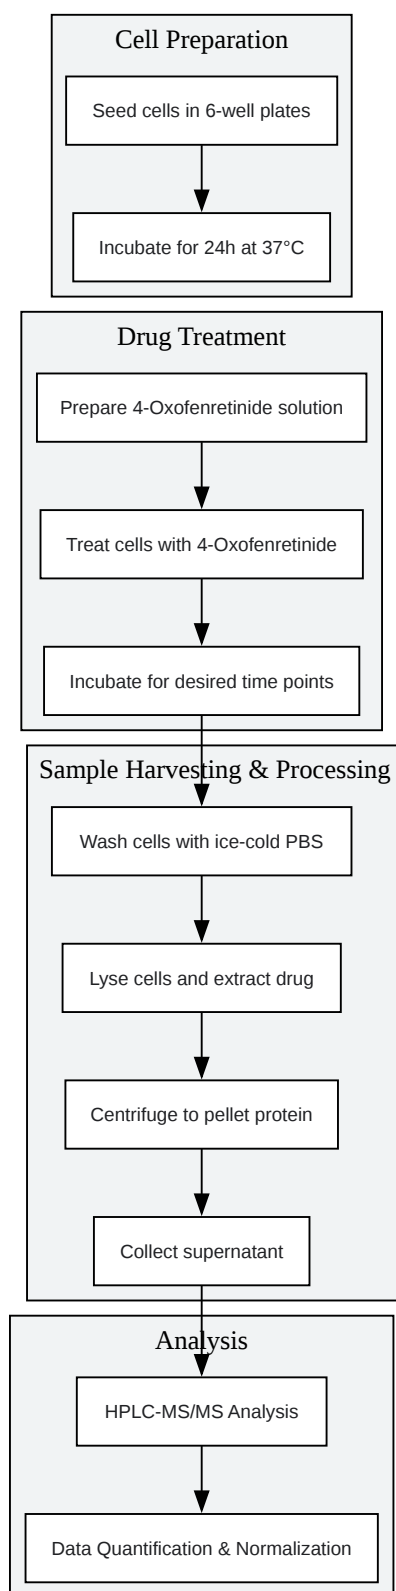 Cell Preparation
Seed cells in 6-well plates
Incubate for 24h at 37°C
Drug Treatment
Prepare 4-Oxofenretinide solution
Treat cells with 4-Oxofenretinide
Incubate for desired time points
Sample Harvesting & Processing
Wash cells with ice-cold PBS
Lyse cells and extract drug
Centrifuge to pellet protein
Collect supernatant
Analysis
HPLC-MS/MS Analysis
Data Quantification & Normalization